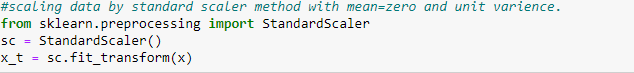 #scaling data by standard scaler method with mean=zero and unit varience.
from sklearn.preprocessing import StandardScaler
sc = StandardScaler()
x_t = sc.fit_transform(x)